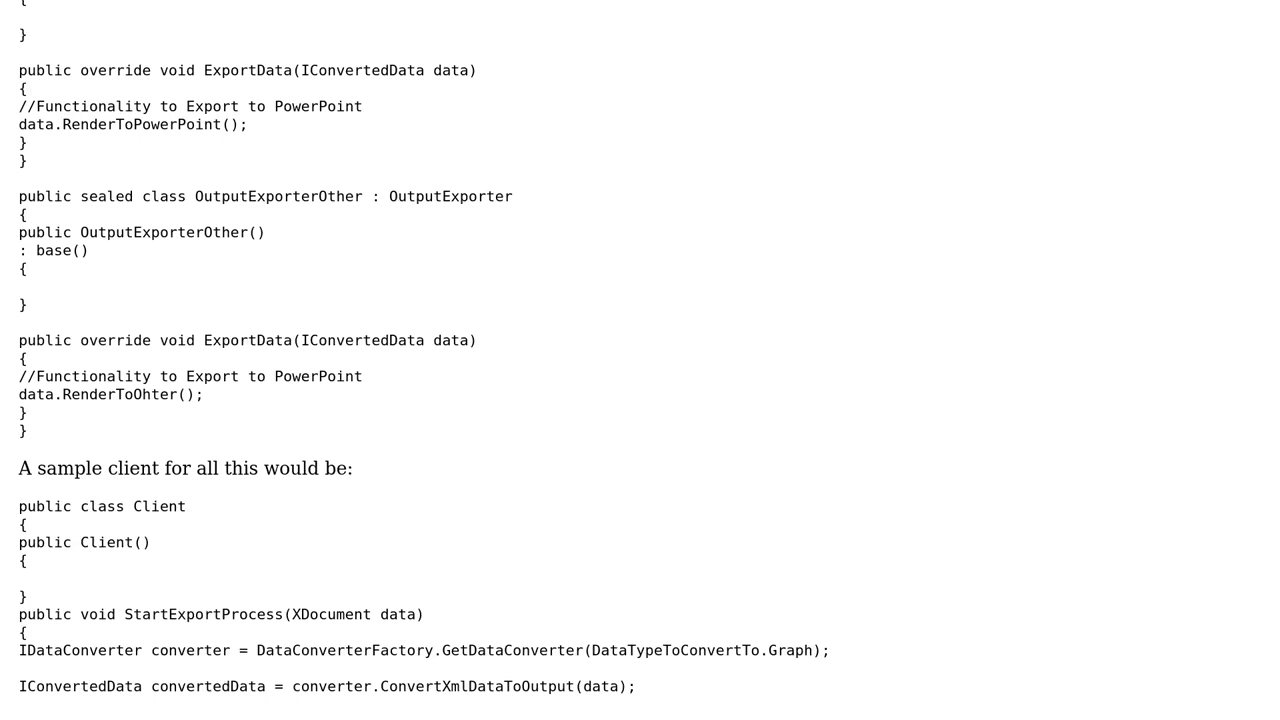 {
}
public override void ExportData(IConvertedData data)
{
//Functionality to Export to PowerPoint
data.RenderToPowerPoint();
}
}
public sealed class OutputExporterOther : OutputExporter
{
public OutputExporterOther()
: base()
{
}
public override void ExportData(IConvertedData data)
{
//Functionality to Export to PowerPoint
data.RenderToOhter();
}
}
A sample client for all this would be:
public class Client
{
public Client()
{
}
public void StartExportProcess(XDocument data)
{
IDataConverter converter = DataConverterFactory.GetDataConverter(DataTypeToConvertTo.Graph);
IConvertedData convertedData = converter.ConvertXmlDataToOutput(data);